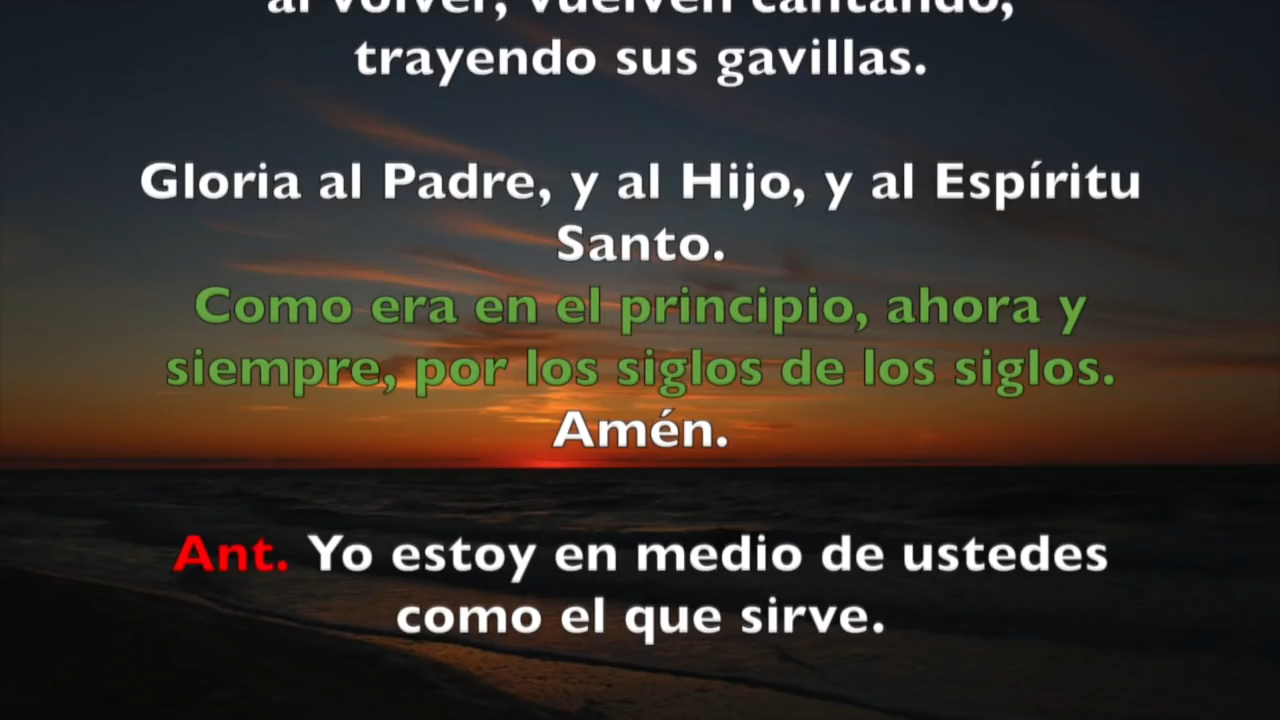 al volver, vuelven cantando,
trayendo sus gavillas.
Gloria al Padre, y al Hijo, y al Espíritu
Santo.
Como era en el principio, ahora y
siempre, por los siglos de los siglos.
Amén.
Ant. Yo estoy en medio de ustedes
como el que sirve.